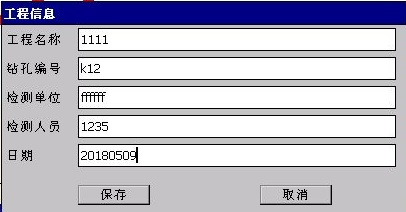 工程信息
工程名称 1111
钻孔编号 k12
检测单位 ffffff
检测人员 1235
日期 20180509
保存 取消